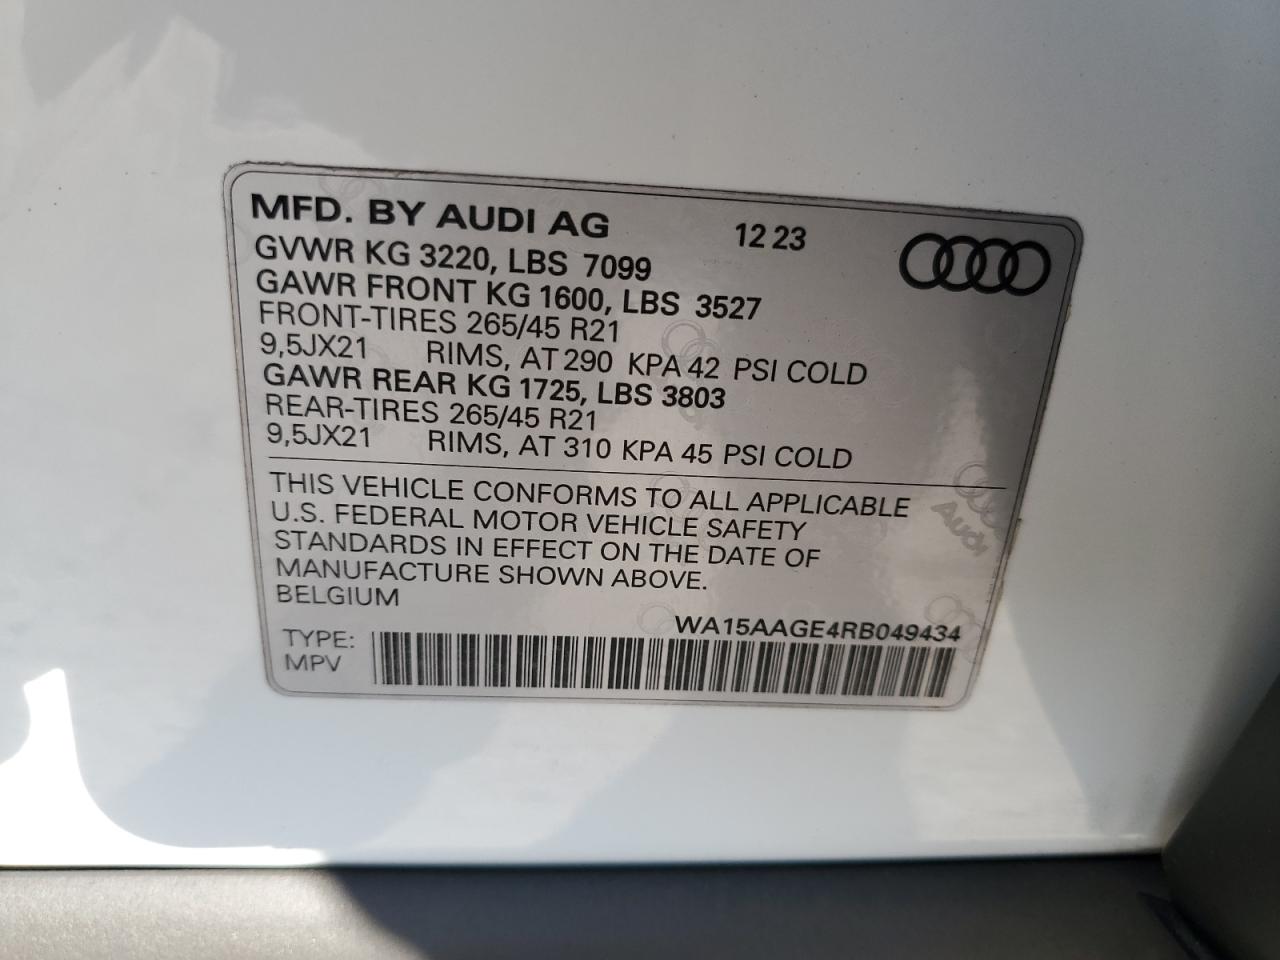 MFD. BY AUDI AG 12 23
GVWR KG 3220, LBS 7099
GAWR FRONT KG 1600, LBS 3527
FRONT-TIRES 265/45 R21
9,5JX21 RIMS, AT 290 KPA 42 PSI COLD
GAWR REAR KG 1725, LBS 3803
REAR-TIRES 265/45 R21
9,5JX21 RIMS, AT 310 KPA 45 PSI COLD
THIS VEHICLE CONFORMS TO ALL APPLICABLE
U.S. FEDERAL MOTOR VEHICLE SAFETY
STANDARDS IN EFFECT ON THE DATE OF
MANUFACTURE SHOWN ABOVE.
BELGIUM
WA15AAGE4RB049434
TYPE:
MPV
Audi